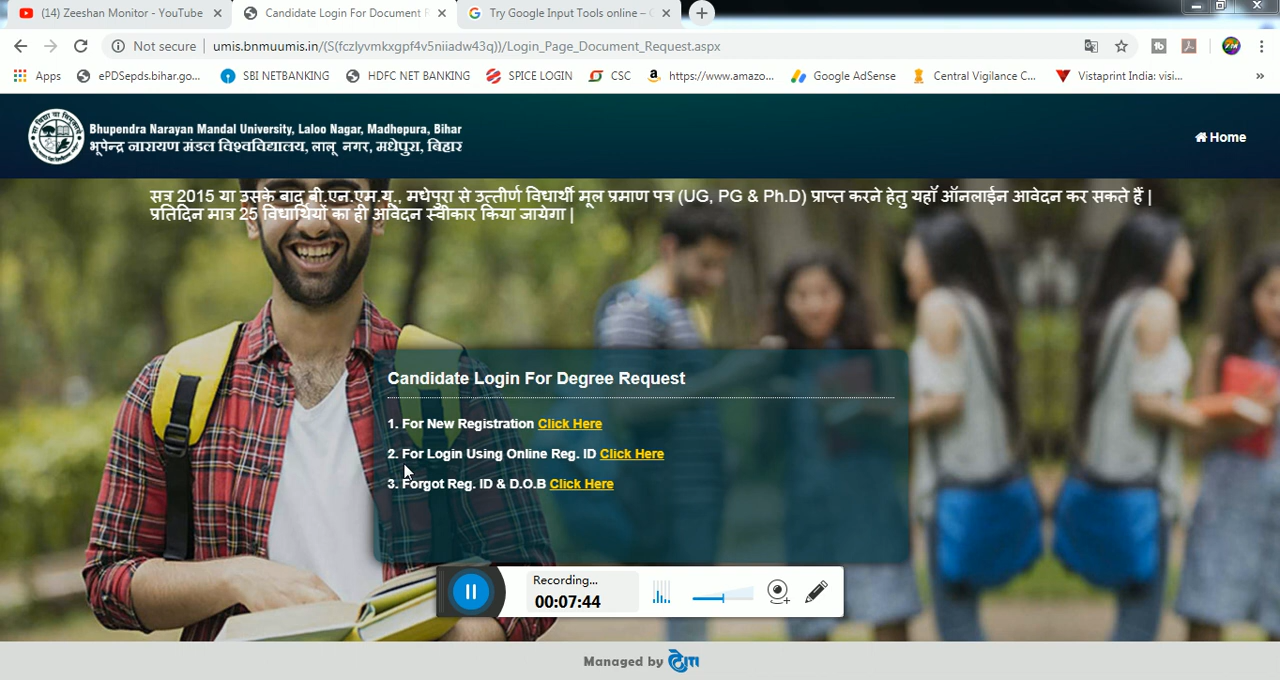 (14) Zeeshan Monitor - YouTube
Candidate Login For Document R
Try Google Input Tools online – G
Not secure
umis.bnmuumis.in/(S(fczlyvmkxgpf4v5niiadw43q))/Login_Page_Document_Request.aspx
Apps
ePDSepds.bihar.go...
SBI NETBANKING
HDFC NET BANKING
SPICE LOGIN
CSC
https://www.amazo...
Google AdSense
Central Vigilance C...
Vistaprint India: visi...
Bhupendra Narayan Mandal University, Laloo Nagar, Madhepura, Bihar
भूपेन्द्र नारायण मंडल विश्वविद्यालय, लालू नगर, मधेपुरा, बिहार
Home
सत्र 2015 या उसके बाद बी.एन.एम.यू., मधेपुरा से उत्तीर्ण विधार्थी मूल प्रमाण पत्र (UG, PG & Ph.D) प्राप्त करने हेतु यहाँ ऑनलाईन आवेदन कर सकते हैं |
प्रतिदिन मात्र 25 विधार्थियों का ही आवेदन स्वीकार किया जायेगा |
Candidate Login For Degree Request
1. For New Registration Click Here
2. For Login Using Online Reg. ID Click Here
3. Forgot Reg. ID & D.O.B Click Here
Recording...
00:07:44
Managed by